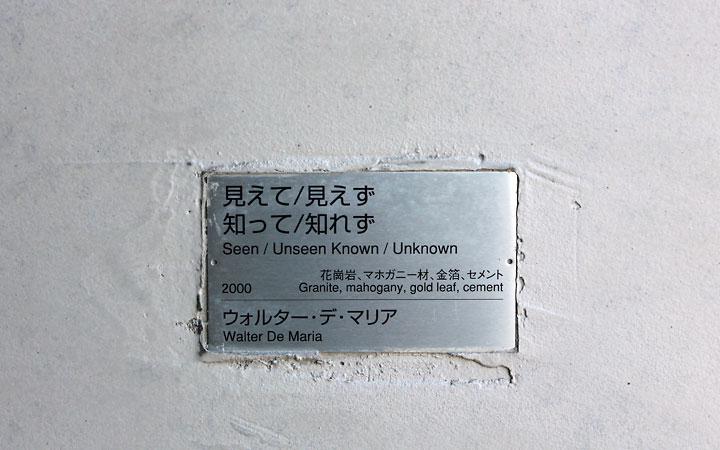 見えて/見えず
知って/知れず
Seen / Unseen Known / Unknown
花崗岩、マホガニー材、金箔、セメント
2000 Granite, mahogany, gold leaf, cement
ウォルター・デ・マリア
Walter De Maria